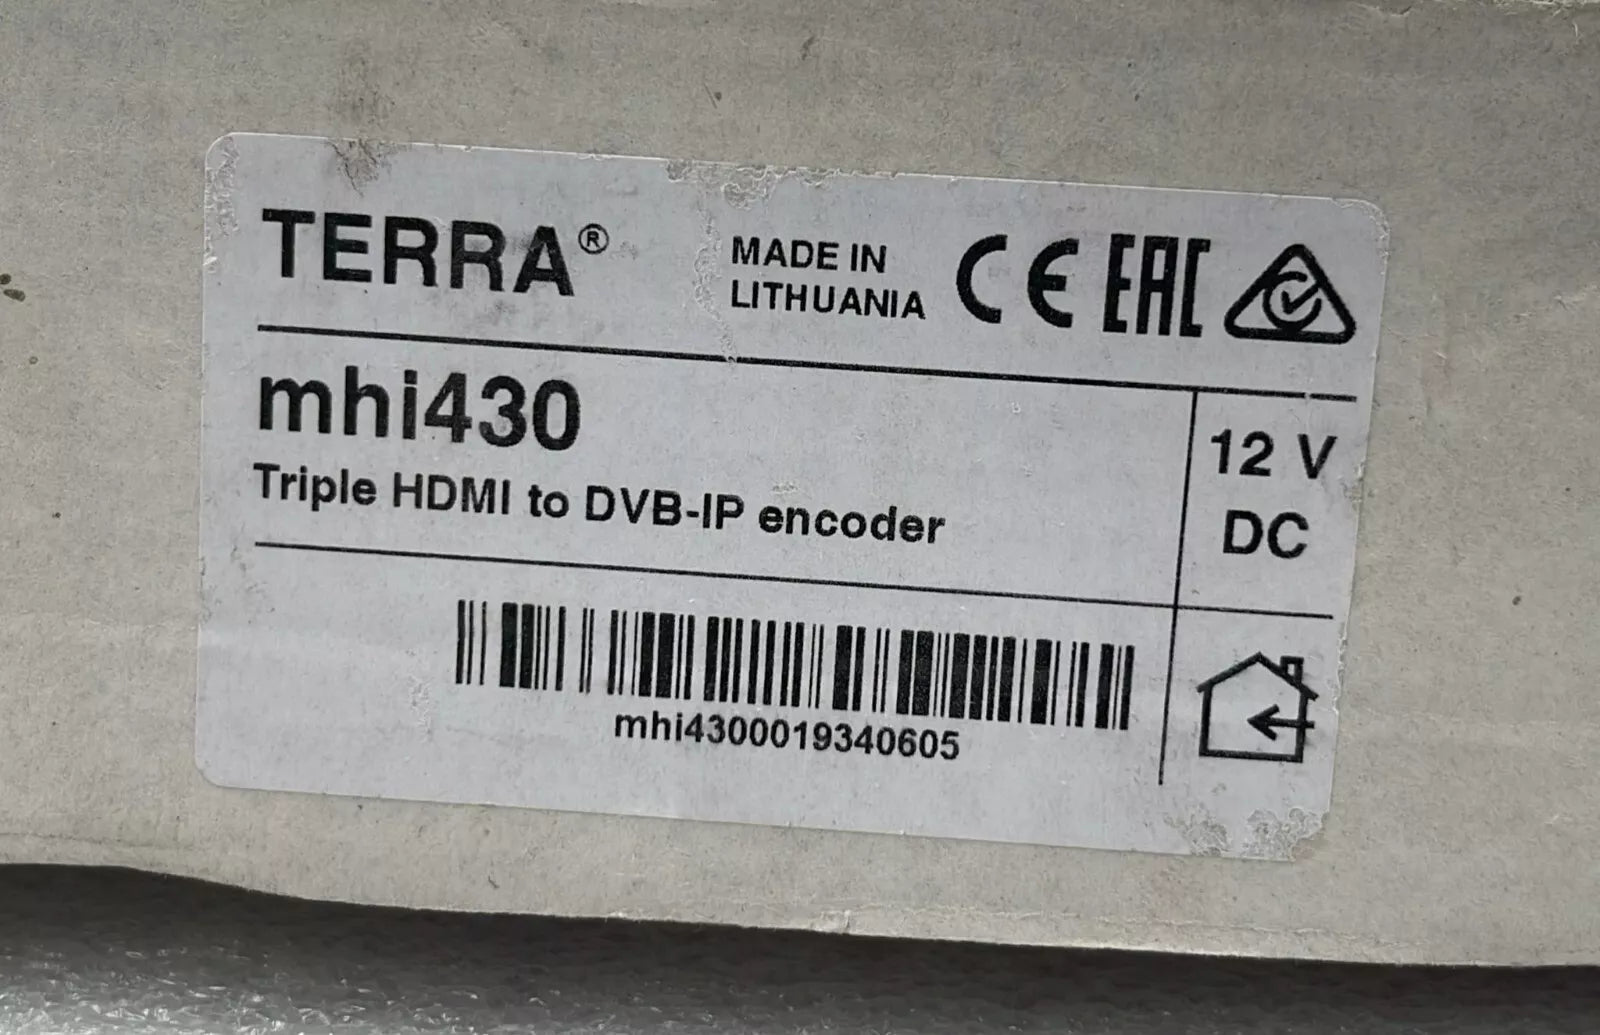 TERRA®
MADE IN
LITHUANIA
CE EAC
mhi430
Triple HDMI to DVB-IP encoder
12 V
DC
mhi4300019340605